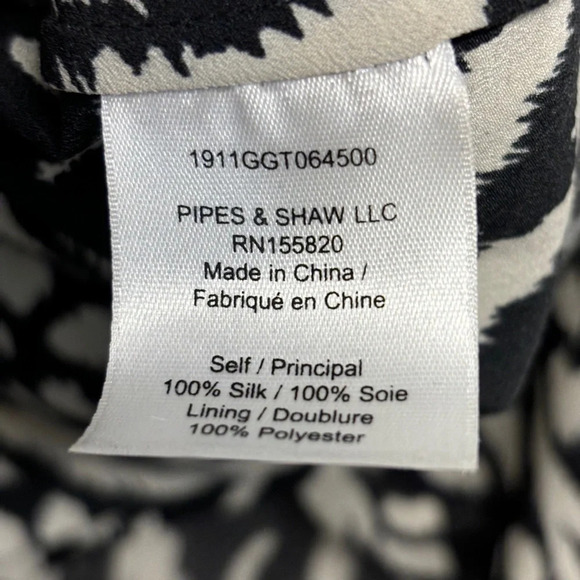 1911GGT064500
PIPES & SHAW LLC
RN155820
Made in China /
Fabriqué en Chine
Self / Principal
100% Silk / 100% Soie
Lining / Doublure
100% Polyester